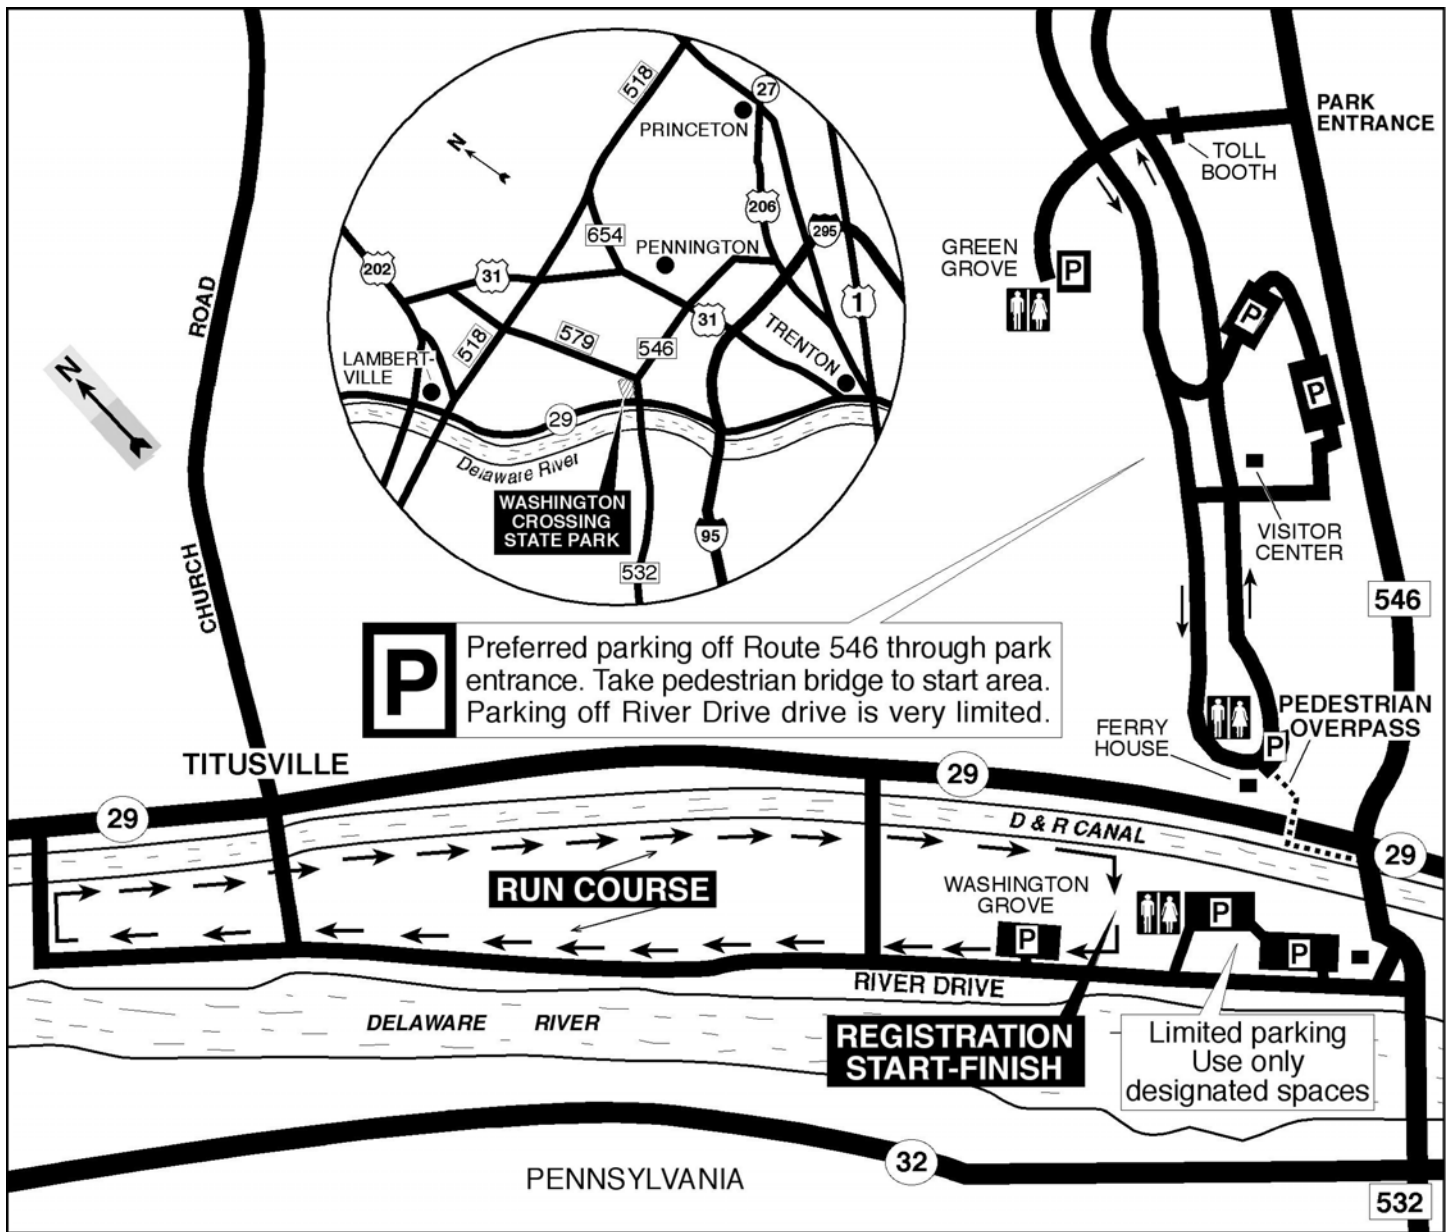 518
27
PRINCETON
N
206
295
654
PENNINGTON
202
31
1
31
518
579
546
TRENTON
LAMBERT-
VILLE
29
Delaware River
WASHINGTON
CROSSING
STATE PARK
95
532
PARK
ENTRANCE
TOLL
BOOTH
GREEN
GROVE
P
P
P
N
ROAD
CHURCH
VISITOR
CENTER
546
P
Preferred parking off Route 546 through park
entrance. Take pedestrian bridge to start area.
Parking off River Drive drive is very limited.
PEDESTRIAN
OVERPASS
FERRY
HOUSE
P
TITUSVILLE
29
29
D & R CANAL
29
RUN COURSE
WASHINGTON
GROVE
P
P
P
RIVER DRIVE
DELAWARE RIVER
REGISTRATION
START-FINISH
Limited parking
Use only
designated spaces
32
PENNSYLVANIA
532